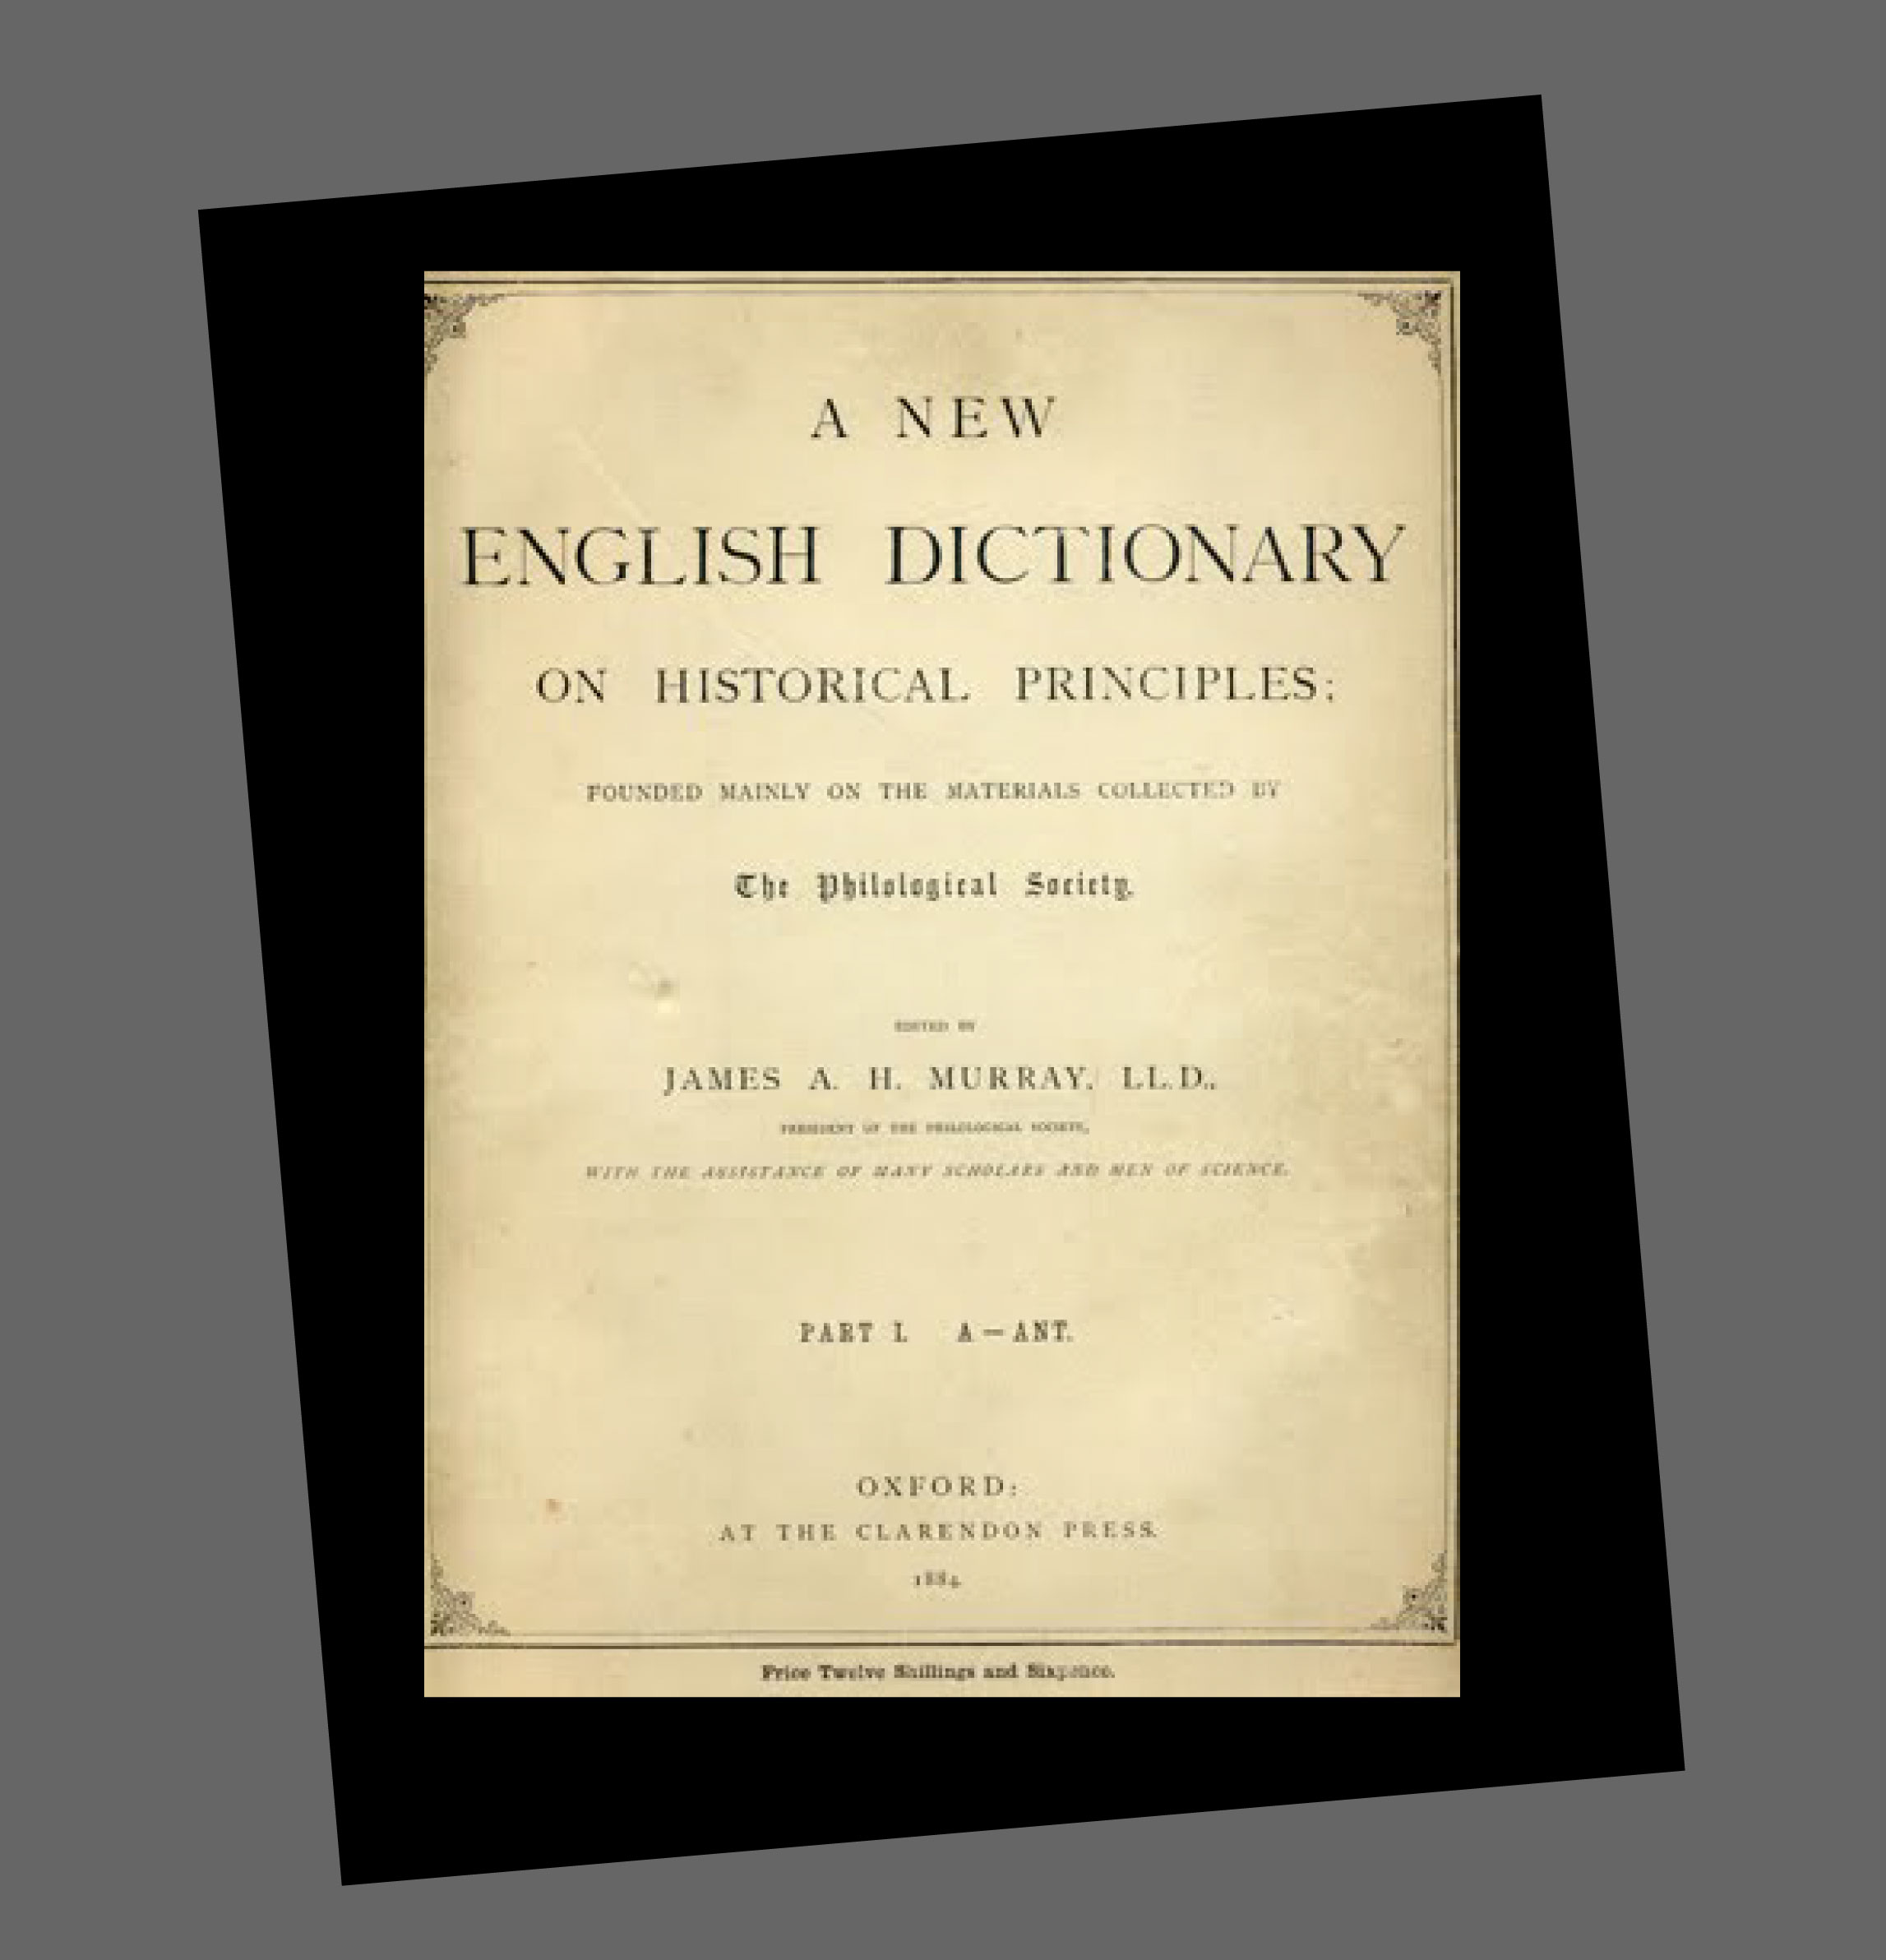 A NEW
ENGLISH DICTIONARY
ON HISTORICAL PRINCIPLES;
FOUNDED MAINLY ON THE MATERIALS COLLECTED BY
The Philological Society.
EDITED BY
JAMES A. H. MURRAY, LL.D.,
PRESIDENT OF THE PHILOLOGICAL SOCIETY,
WITH THE ASSISTANCE OF MANY SCHOLARS AND MEN OF SCIENCE.
PART I. A—ANT.
OXFORD:
AT THE CLARENDON PRESS.
1884.
Price Twelve Shillings and Sixpence.